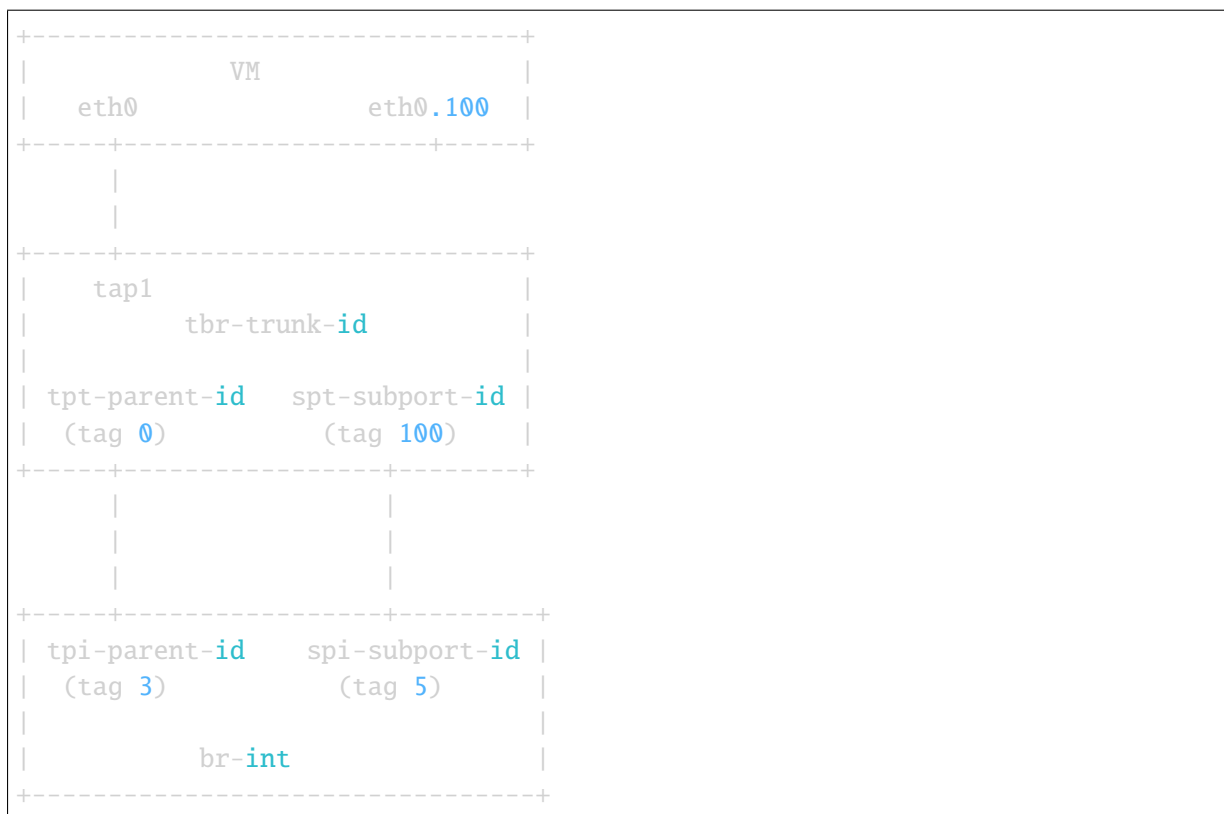 +--------------------------------+
|             VM                 |
|   eth0               eth0.100  |
+-----+--------------------+-----+
      |
      |
+-----+--------------------------+
|    tap1                        |
|          tbr-trunk-id          |
|                                |
| tpt-parent-id   spt-subport-id |
|  (tag 0)          (tag 100)    |
+-----+-----------------+--------+
      |                 |
      |                 |
      |                 |
+-----+-----------------+---------+
| tpi-parent-id    spi-subport-id |
|  (tag 3)           (tag 5)      |
|                                 |
|           br-int                |
+---------------------------------+